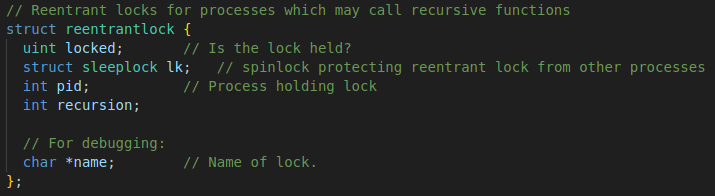 // Reentrant locks for processes which may call recursive functions
struct reentrantlock {
  uint locked;       // Is the lock held?
  struct sleeplock lk;   // spinlock protecting reentrant lock from other processes
  int pid;           // Process holding lock
  int recursion;

  // For debugging:
  char *name;        // Name of lock.
};